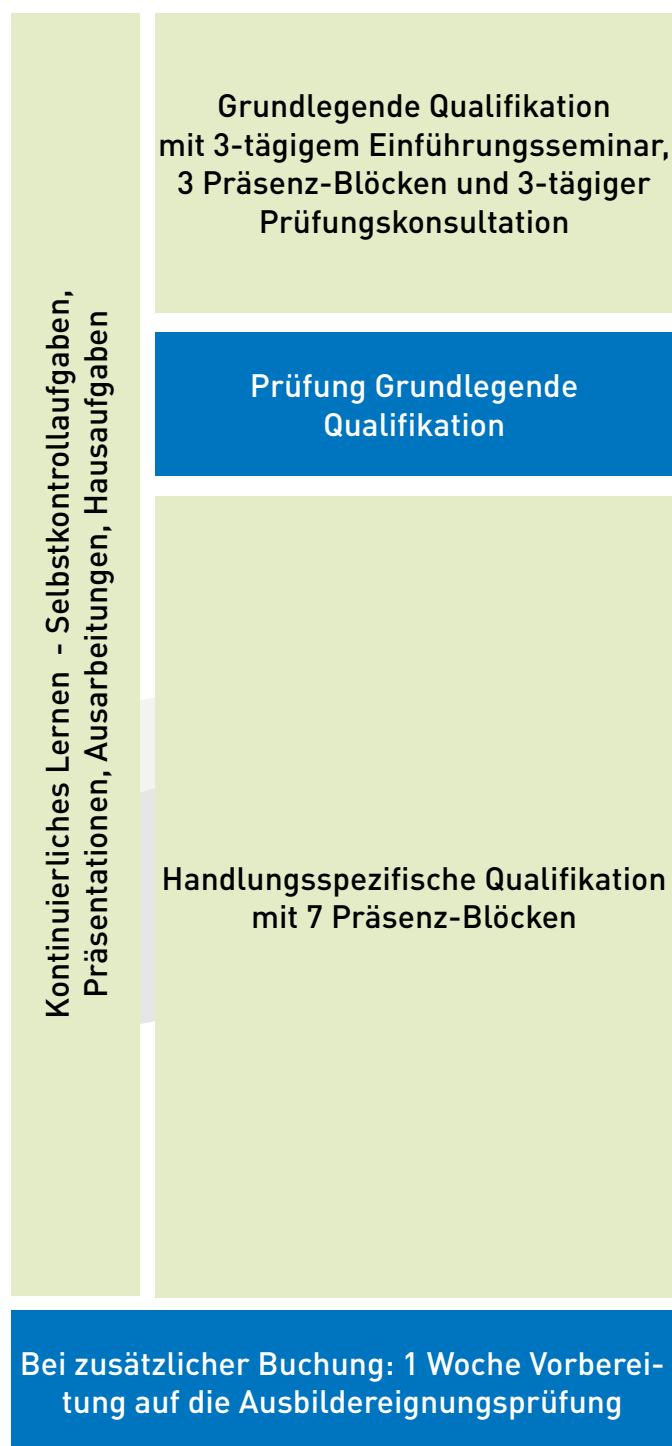 Kontinuierliches Lernen - Selbstkontrollaufgaben,
Präsentationen, Ausarbeitungen, Hausaufgaben
Grundlegende Qualifikation
mit 3-tägigem Einführungsseminar,
3 Präsenz-Blöcken und 3-tägiger
Prüfungskonsultation
Prüfung Grundlegende
Qualifikation
Handlungsspezifische Qualifikation
mit 7 Präsenz-Blöcken
Bei zusätzlicher Buchung: 1 Woche Vorberei-
tung auf die Ausbildereignungsprüfung